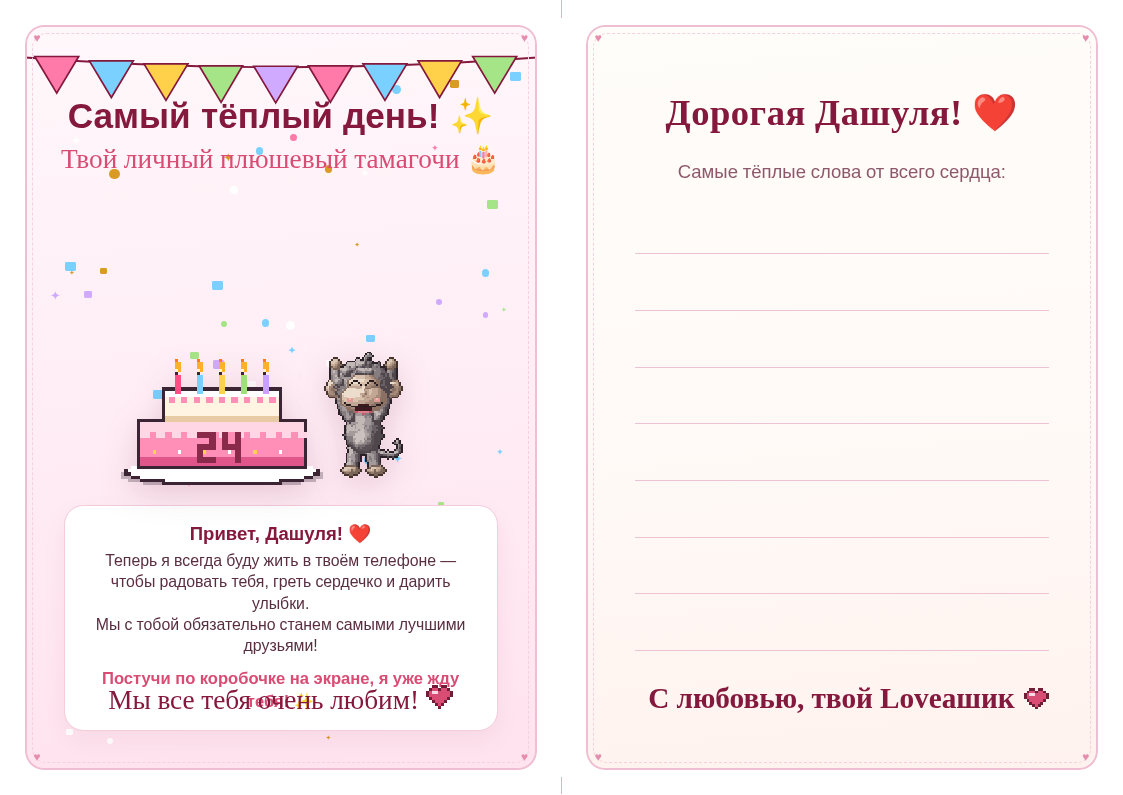 Самый тёплый день! ✨
Твой личный плюшевый тамагочи 🎂
24
Привет, Дашуля! ❤️
Теперь я всегда буду жить в твоём телефоне —
чтобы радовать тебя, греть сердечко и дарить
улыбки.
Мы с тобой обязательно станем самыми лучшими
друзьями!
Постучи по коробочке на экране, я уже жду
тебя! ✨
Мы все тебя очень любим!
Дорогая Дашуля! ❤️
Самые тёплые слова от всего сердца:
С любовью, твой Loveашик